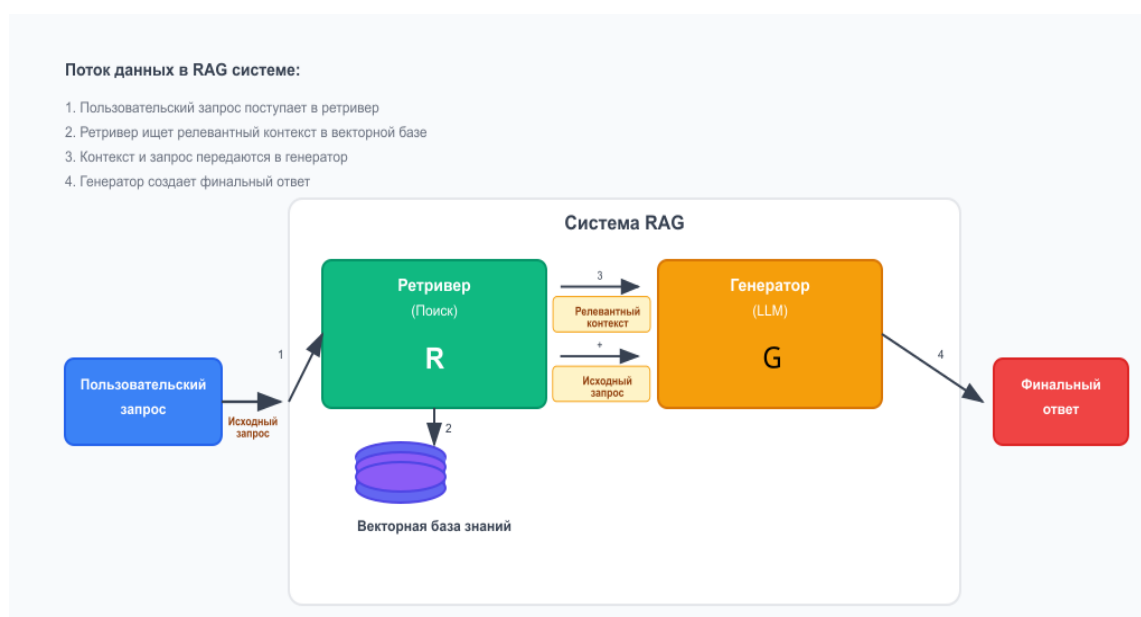 Поток данных в RAG системе:
1. Пользовательский запрос поступает в ретривер
2. Ретривер ищет релевантный контекст в векторной базе
3. Контекст и запрос передаются в генератор
4. Генератор создает финальный ответ
Система RAG
Пользовательский
запрос
Исходный
запрос
1
Ретривер
(Поиск)
R
2
Векторная база знаний
3
Релевантный
контекст
+
Исходный
запрос
Генератор
(LLM)
G
4
Финальный
ответ